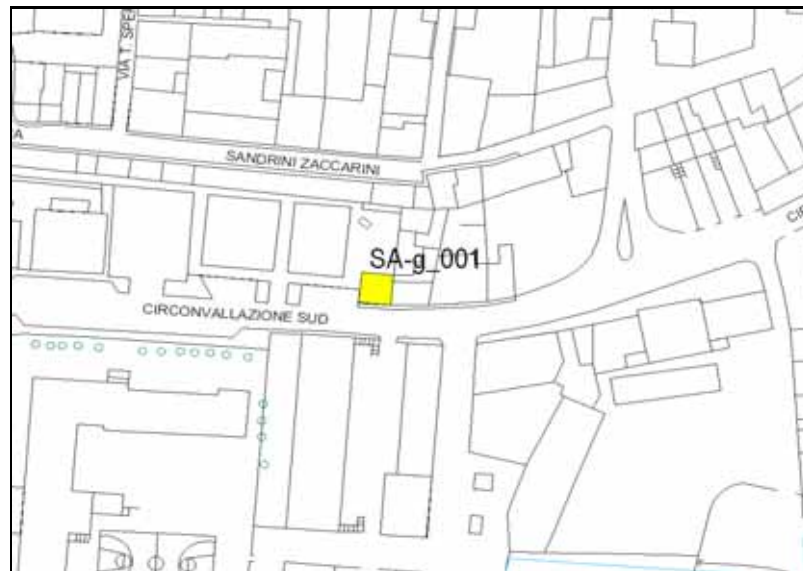 VIA T. SPE
A
SANDRINI ZACCARINI
SA-g_001
CIRCONVALLAZIONE SUD
CIR